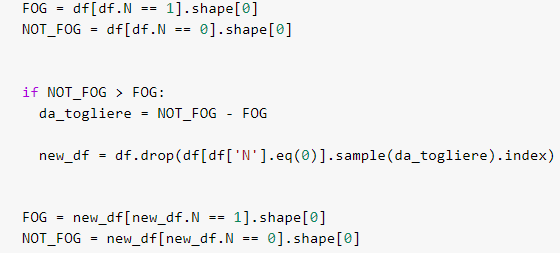 FOG = df[df.N == 1].shape[0]
NOT_FOG = df[df.N == 0].shape[0]
if NOT_FOG > FOG:
da_togliere = NOT_FOG - FOG
new_df = df.drop(df[df['N'].eq(0)].sample(da_togliere).index)
FOG = new_df[new_df.N == 1].shape[0]
NOT_FOG = new_df[new_df.N == 0].shape[0]